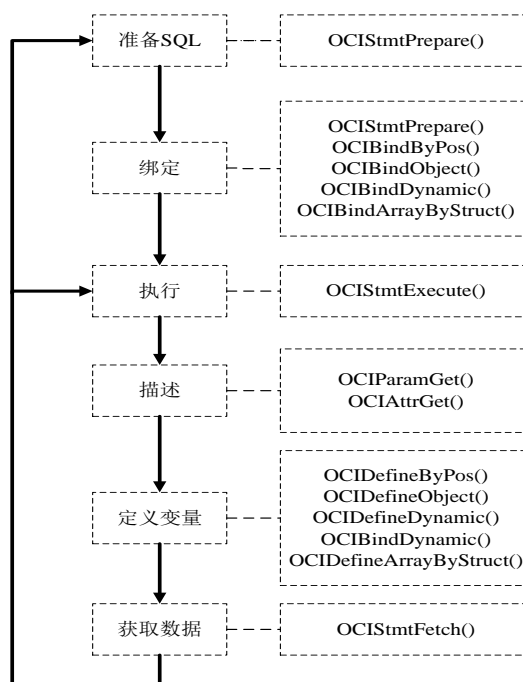 准备SQL
OCIStmtPrepare()
绑定
OCIStmtPrepare()
OCIBindByPos()
OCIBindObject()
OCIBindDynamic()
OCIBindArrayByStruct()
执行
OCIStmtExecute()
描述
OCIParamGet()
OCIAttrGet()
定义变量
OCIDefineByPos()
OCIDefineObject()
OCIDefineDynamic()
OCIBindDynamic()
OCIDefineArrayByStruct()
获取数据
OCIStmtFetch()